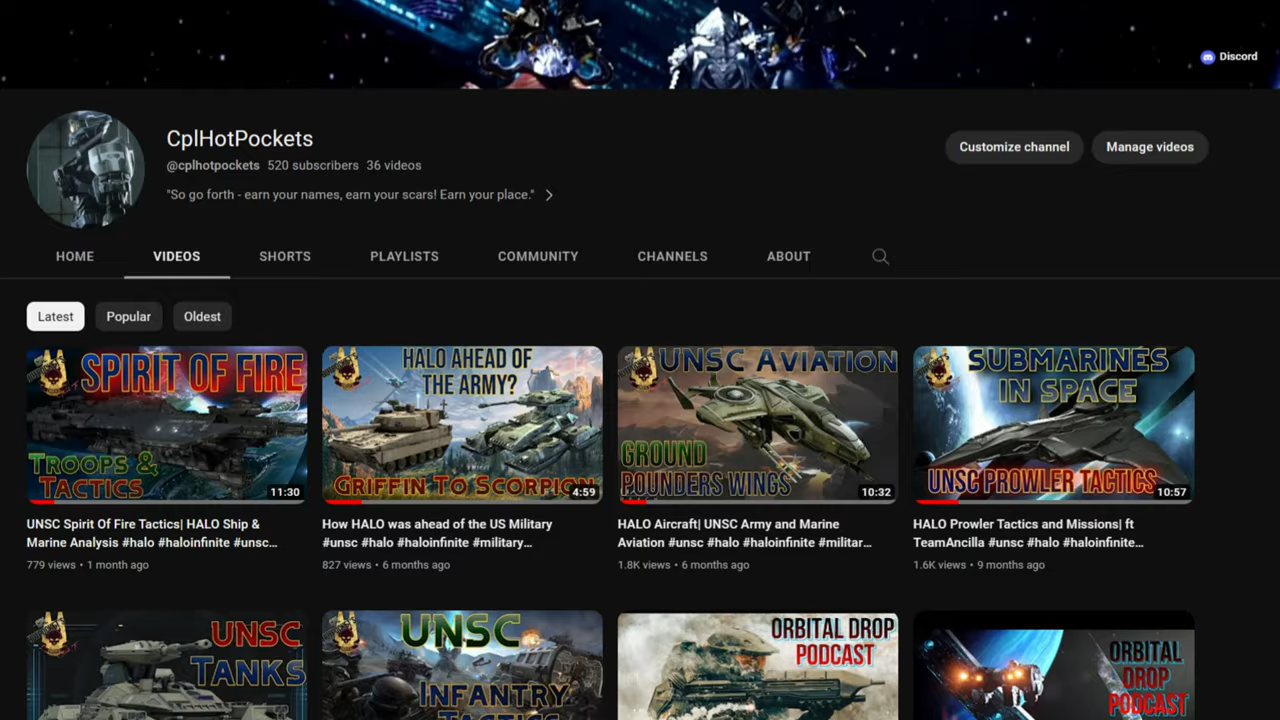 Discord
CplHotPockets
@cplhotpockets 520 subscribers 36 videos
"So go forth - earn your names, earn your scars! Earn your place."
Customize channel
Manage videos
HOME
VIDEOS
SHORTS
PLAYLISTS
COMMUNITY
CHANNELS
ABOUT
Latest
Popular
Oldest
SPIRIT OF FIRE
TROOPS &
TACTICS
11:30
HALO AHEAD OF
THE ARMY?
GRIFFIN TO SCORPION
4:59
UNSC AVIATION
GROUND
POUNDERS WINGS
10:32
SUBMARINES
IN SPACE
UNSC PROWLER TACTICS
10:57
UNSC Spirit Of Fire Tactics| HALO Ship &
Marine Analysis #halo #haloinfinite #unsc...
779 views • 1 month ago
How HALO was ahead of the US Military
#unsc #halo #haloinfinite #military...
827 views • 6 months ago
HALO Aircraft| UNSC Army and Marine
Aviation #unsc #halo #haloinfinite #militar...
1.8K views • 6 months ago
HALO Prowler Tactics and Missions| ft
TeamAncilla #unsc #halo #haloinfinite...
1.6K views • 9 months ago
UNSC
TANKS
UNSC
INFANTRY
TACTICS
ORBITAL DROP
PODCAST
ORBITAL
DROP
PODCAST